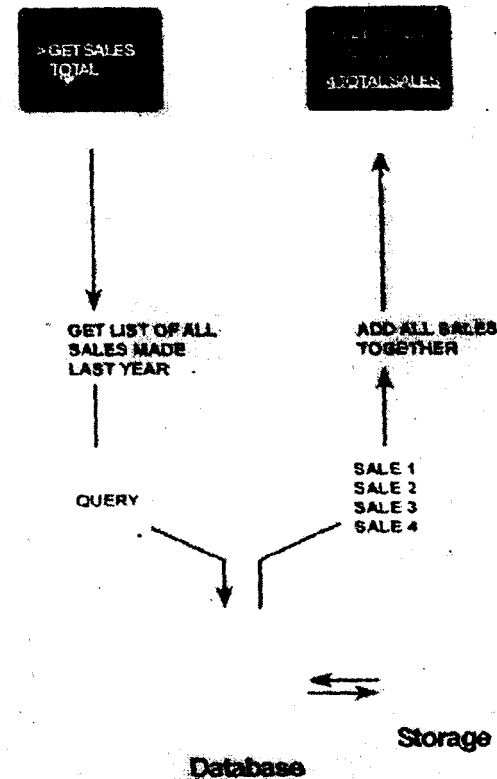 >GET SALES
TOTAL
4 TOTAL SALES
GET LIST OF ALL
SALES MADE
LAST YEAR
ADD ALL SALES
TOGETHER
QUERY
SALE 1
SALE 2
SALE 3
SALE 4
Storage
Database